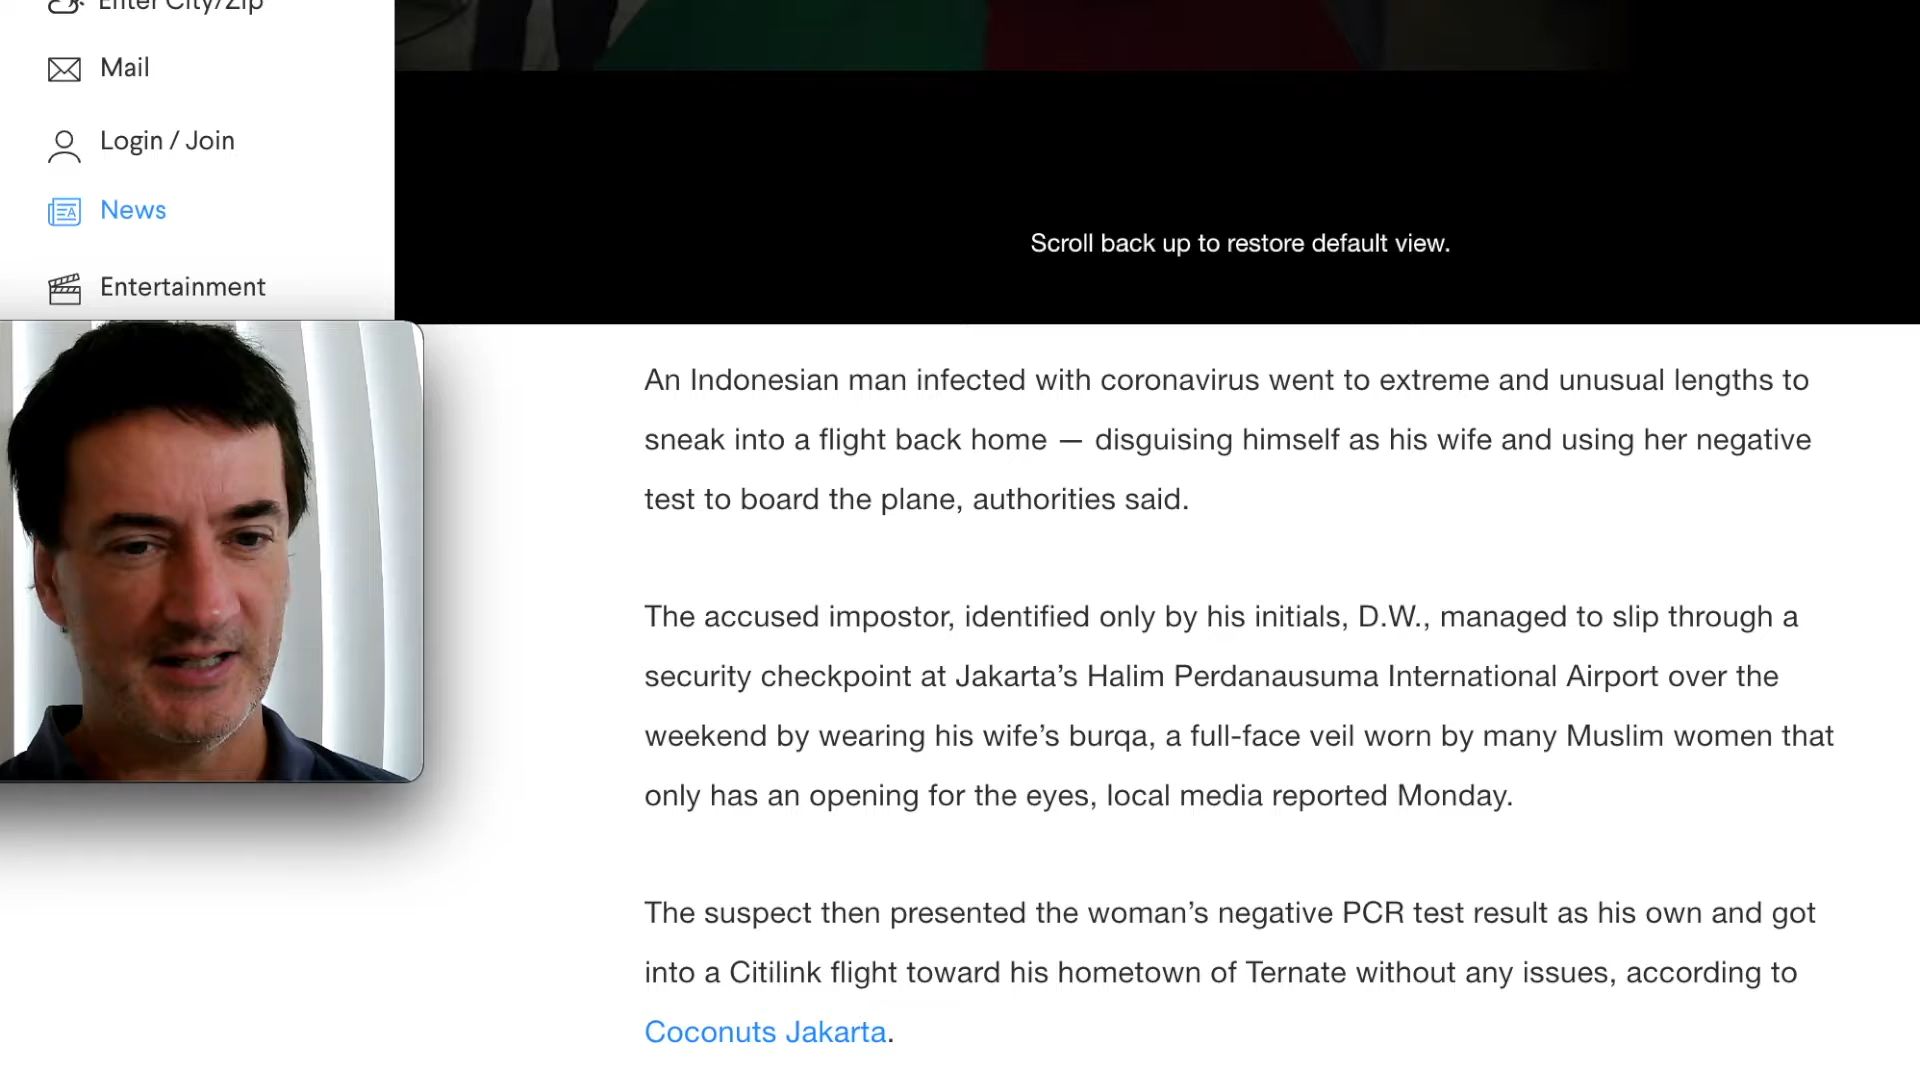 Enter City/Zip
Mail
Login / Join
News
Entertainment
Scroll back up to restore default view.
An Indonesian man infected with coronavirus went to extreme and unusual lengths to
sneak into a flight back home — disguising himself as his wife and using her negative
test to board the plane, authorities said.
The accused impostor, identified only by his initials, D.W., managed to slip through a
security checkpoint at Jakarta’s Halim Perdanausuma International Airport over the
weekend by wearing his wife’s burqa, a full-face veil worn by many Muslim women that
only has an opening for the eyes, local media reported Monday.
The suspect then presented the woman’s negative PCR test result as his own and got
into a Citilink flight toward his hometown of Ternate without any issues, according to
Coconuts Jakarta.